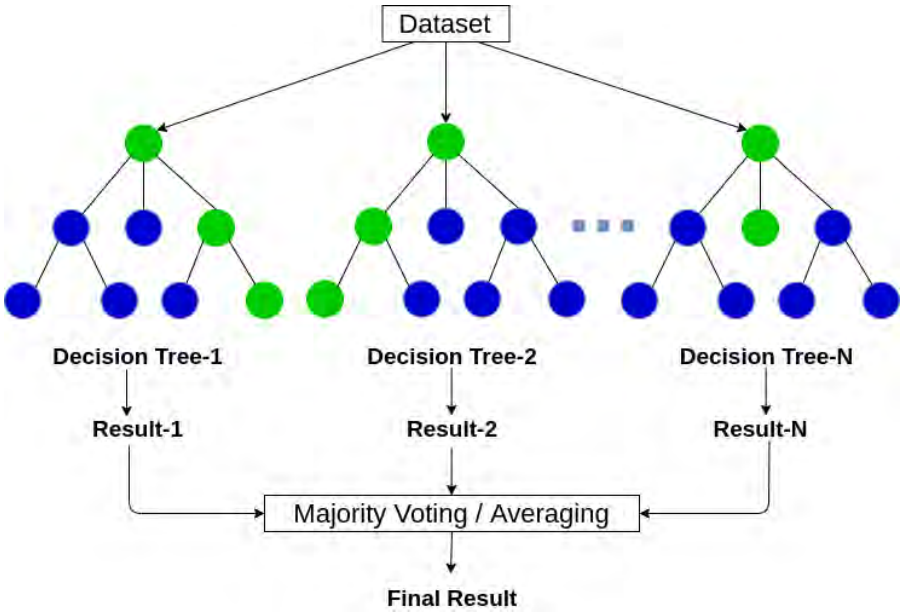 Dataset
Decision Tree-1
Decision Tree-2
Decision Tree-N
Result-1
Result-2
Result-N
Majority Voting / Averaging
Final Result